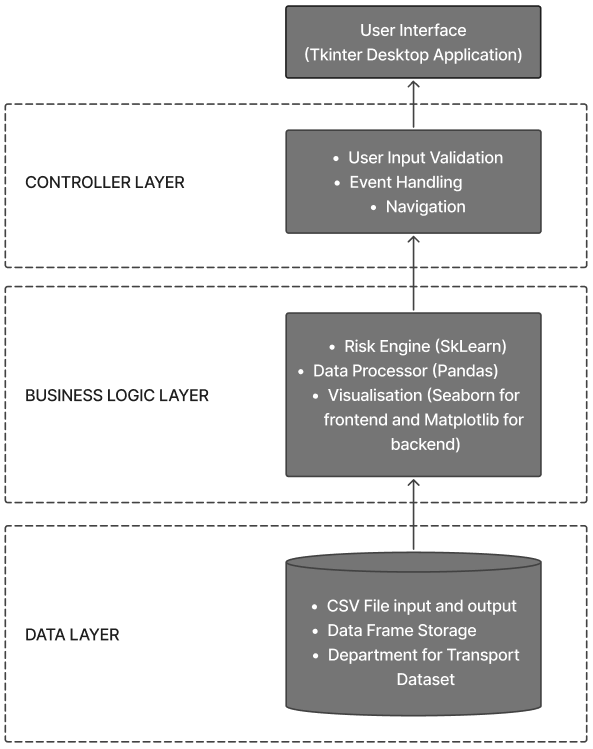 User Interface
(Tkinter Desktop Application)
CONTROLLER LAYER
• User Input Validation
• Event Handling
• Navigation
BUSINESS LOGIC LAYER
• Risk Engine (SkLearn)
• Data Processor (Pandas)
• Visualisation (Seaborn for
frontend and Matplotlib for
backend)
DATA LAYER
• CSV File input and output
• Data Frame Storage
• Department for Transport
Dataset